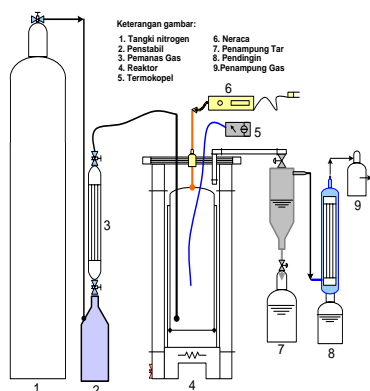 Keterangan gambar:
1. Tangki nitrogen
2. Penstabil
3. Pemanas Gas
4. Reaktor
5. Termokopel
6. Neraca
7. Penampung Tar
8. Pendingin
9.Penampung Gas
6
5
3
9
7
8
1
2
4